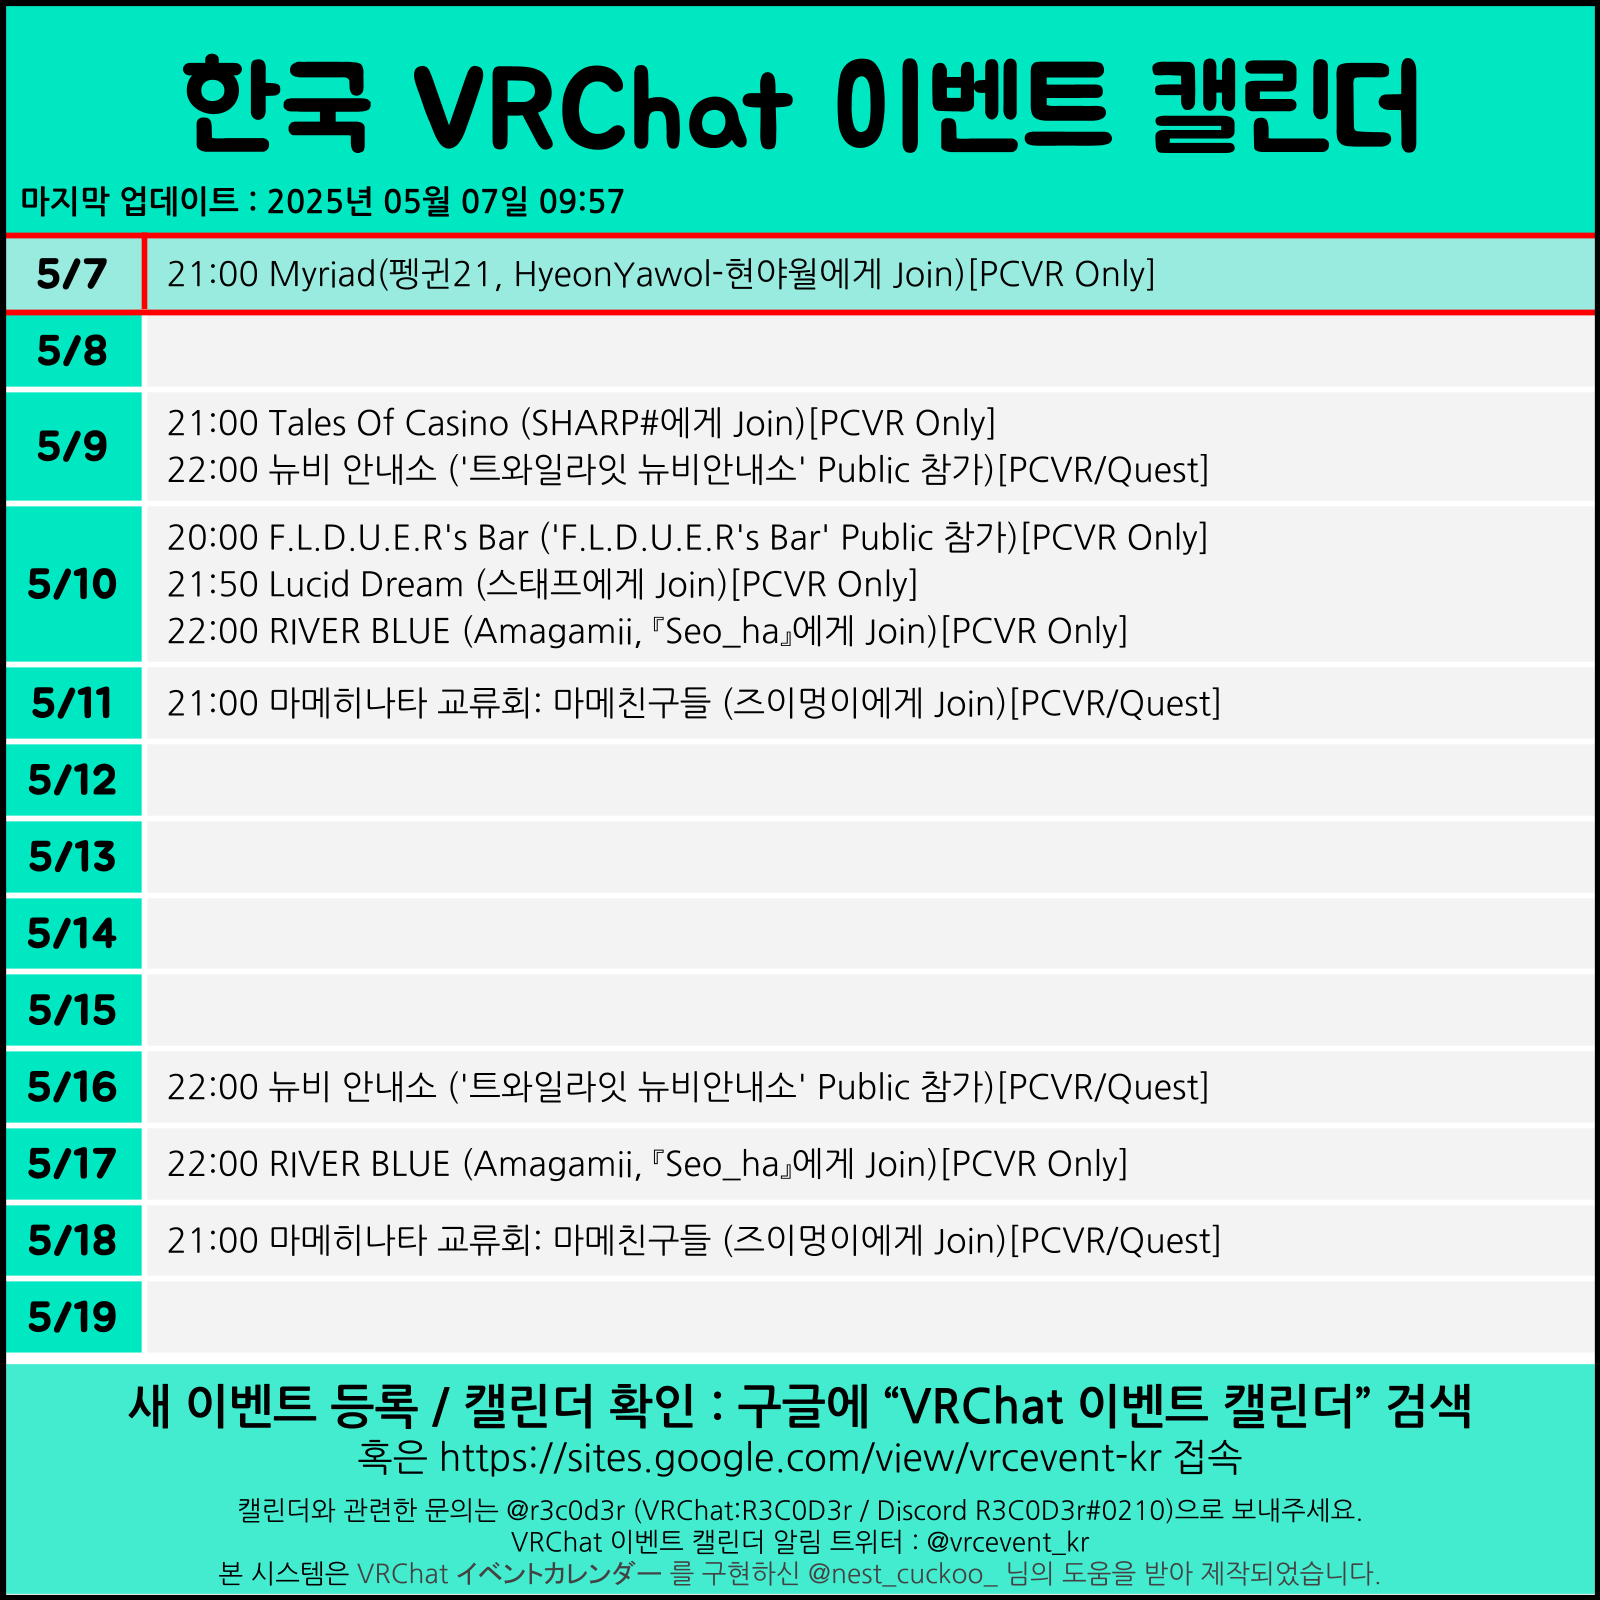 한국 VRChat 이벤트 캘린더
마지막 업데이트 : 2025년 05월 07일 09:57
5/7 21:00 Myriad(펭귄21, HyeonYawol-현야월에게 Join)[PCVR Only]
5/8
5/9 21:00 Tales Of Casino (SHARP#에게 Join)[PCVR Only]
22:00 뉴비 안내소 ('트와일라잇 뉴비안내소' Public 참가)[PCVR/Quest]
5/10 20:00 F.L.D.U.E.R's Bar ('F.L.D.U.E.R's Bar' Public 참가)[PCVR Only]
21:50 Lucid Dream (스태프에게 Join)[PCVR Only]
22:00 RIVER BLUE (Amagamii, 『Seo_ha』에게 Join)[PCVR Only]
5/11 21:00 마메히나타 교류회: 마메친구들 (즈이멍이에게 Join)[PCVR/Quest]
5/12
5/13
5/14
5/15
5/16 22:00 뉴비 안내소 ('트와일라잇 뉴비안내소' Public 참가)[PCVR/Quest]
5/17 22:00 RIVER BLUE (Amagamii, 『Seo_ha』에게 Join)[PCVR Only]
5/18 21:00 마메히나타 교류회: 마메친구들 (즈이멍이에게 Join)[PCVR/Quest]
5/19
새 이벤트 등록 / 캘린더 확인 : 구글에 “VRChat 이벤트 캘린더” 검색
혹은 https://sites.google.com/view/vrcevent-kr 접속
캘린더와 관련한 문의는 @r3c0d3r (VRChat:R3C0D3r / Discord R3C0D3r#0210)으로 보내주세요.
VRChat 이벤트 캘린더 알림 트위터 : @vrcevent_kr
본 시스템은 VRChat イベントカレンダー 를 구현하신 @nest_cuckoo_ 님의 도움을 받아 제작되었습니다.